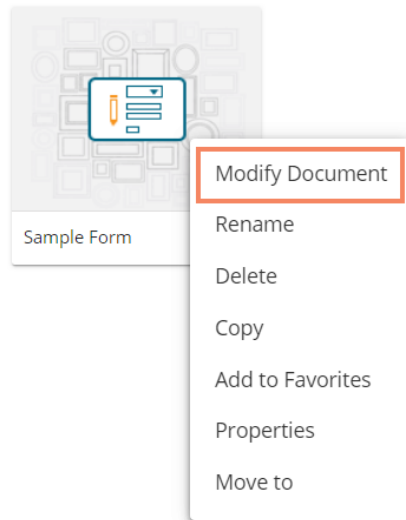 Sample Form
Modify Document
Rename
Delete
Copy
Add to Favorites
Properties
Move to